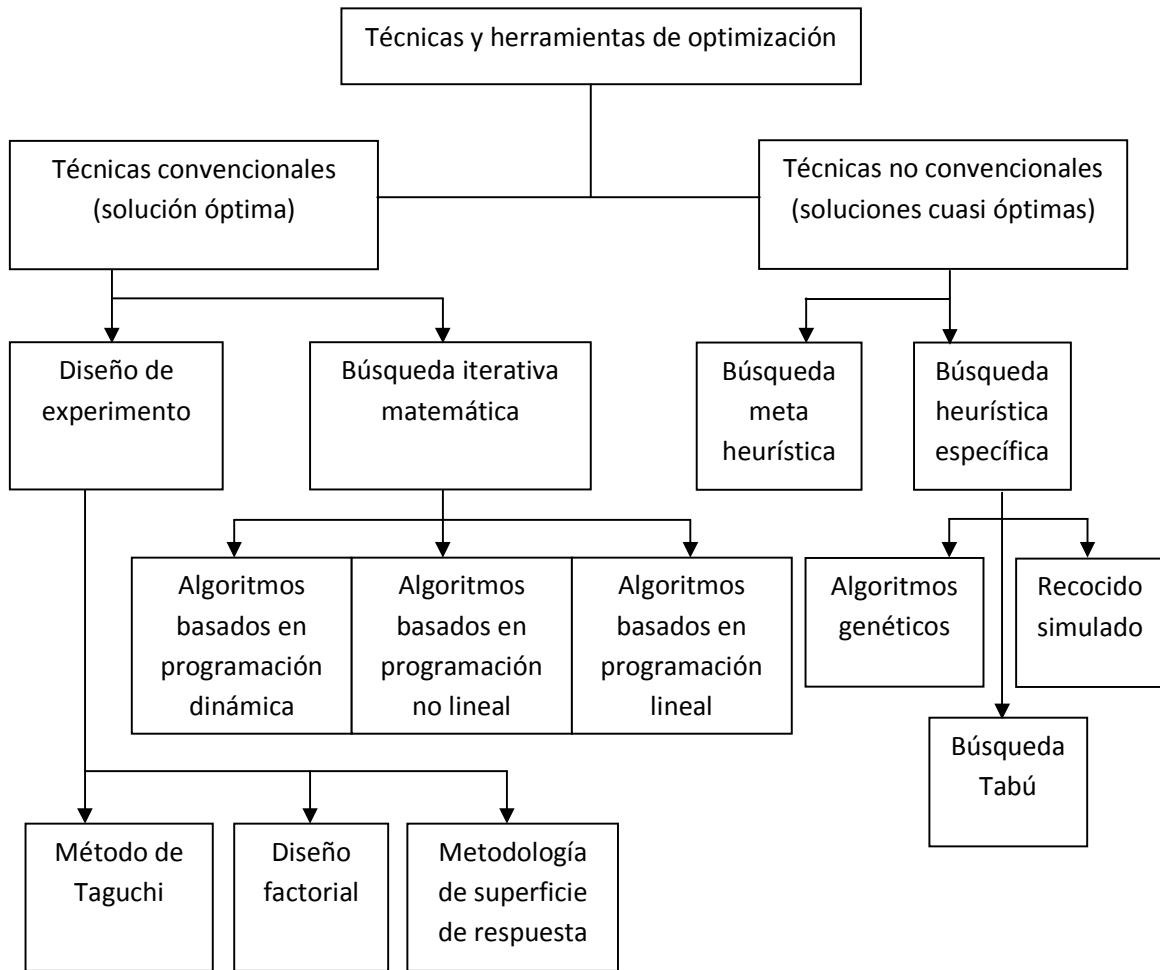 Técnicas y herramientas de optimización
Técnicas convencionales
(solución óptima)
Técnicas no convencionales
(soluciones cuasi óptimas)
Diseño de
experimento
Búsqueda iterativa
matemática
Búsqueda
meta
heurística
Búsqueda
heurística
específica
Algoritmos
basados en
programación
dinámica
Algoritmos
basados en
programación
no lineal
Algoritmos
basados en
programación
lineal
Algoritmos
genéticos
Recocido
simulado
Búsqueda
Tabú
Método de
Taguchi
Diseño
factorial
Metodología
de superficie
de respuesta